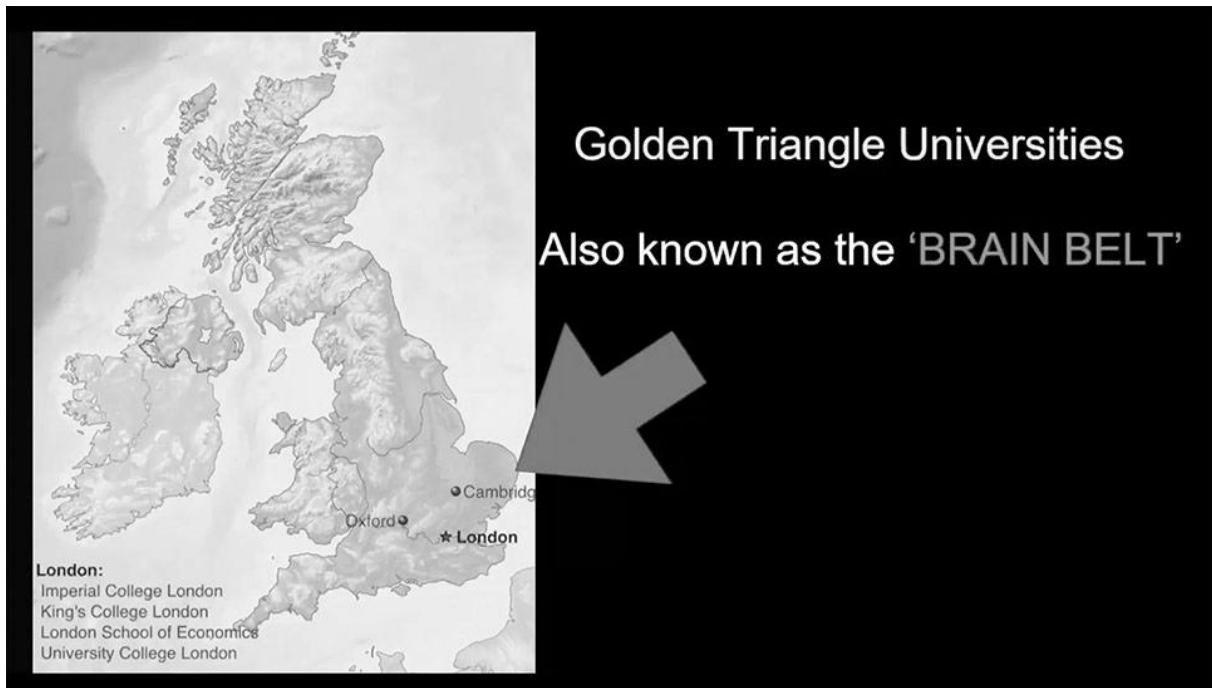 Golden Triangle Universities
Also known as the ‘BRAIN BELT’
Cambridg
Oxford
London
London:
Imperial College London
King's College London
London School of Economics
University College London